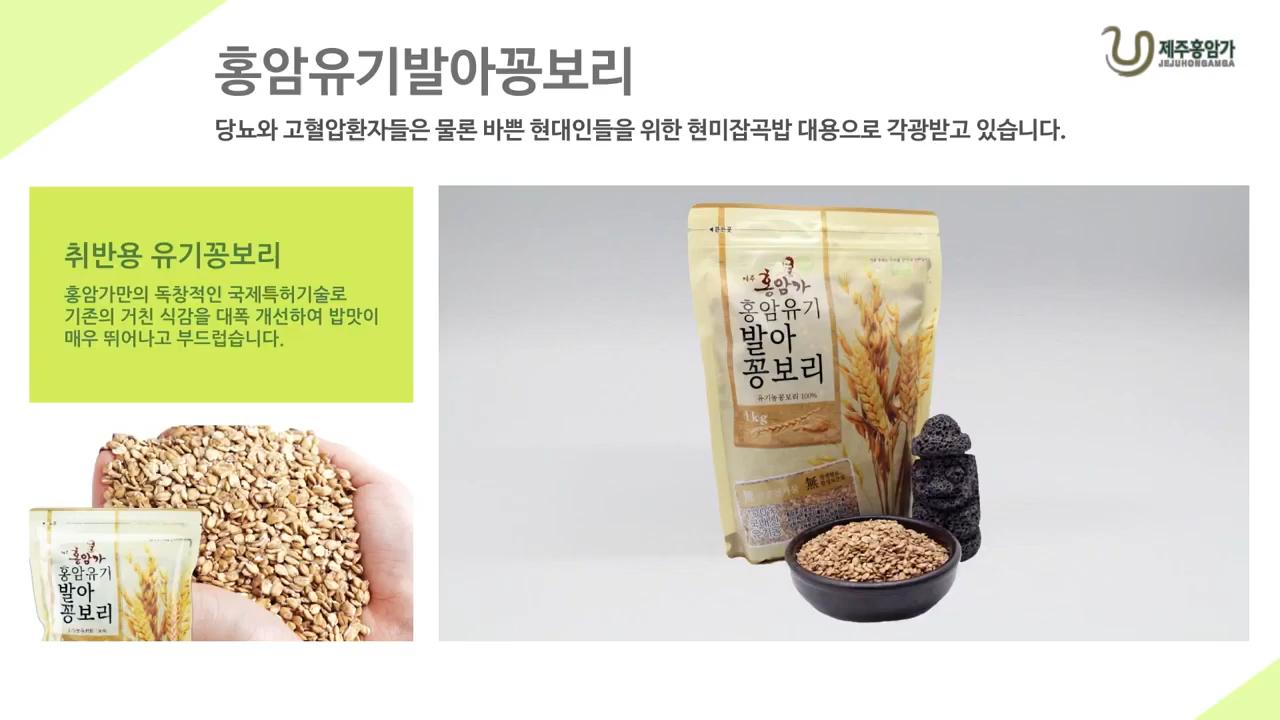 홍암유기발아꽁보리
제주홍암가
JEJUHONGAMGA
당뇨와 고혈압환자들은 물론 바쁜 현대인들을 위한 현미잡곡밥 대용으로 각광받고 있습니다.
취반용 유기꽁보리
홍암가만의 독창적인 국제특허기술로
기존의 거친 식감을 대폭 개선하여 밥맛이
매우 뛰어나고 부드럽습니다.
제주 홍암가
홍암유기
발아
꽁보리
유기농꽁보리 100%
1kg
無
홍암가
홍암유기
발아
꽁보리